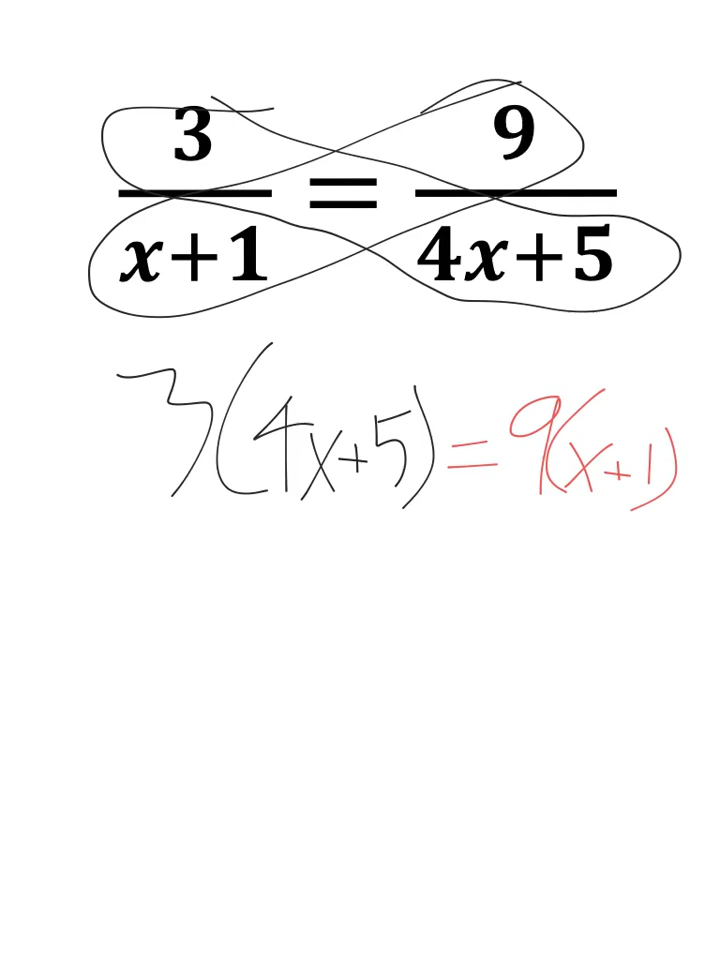 3/(x+1) = 9/(4x+5)
3(4x+5) = 9(x+1)